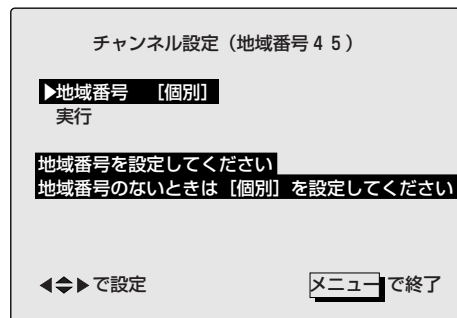 チャンネル設定（地域番号４５）
▶地域番号　［個別］
実行
地域番号を設定してください
地域番号のないときは［個別］を設定してください
◀◆▶で設定　メニューで終了